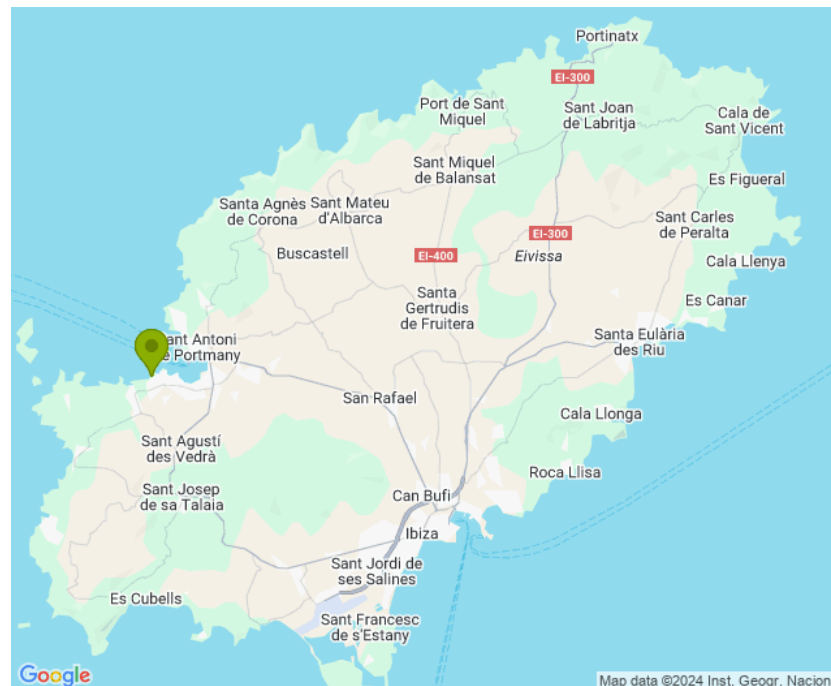 Portinatx
EI-300
Port de Sant
Miquel
Sant Joan
de Labritja
Cala de
Sant Vicent
Sant Miquel
de Balansat
Es Figueral
Santa Agnès
de Corona
Sant Mateu
d'Albarca
Sant Carles
de Peralta
EI-300
Buscastell
EI-400
Eivissa
Cala Llenya
Santa
Gertrudis
de Fruitera
Es Canar
ant Antoni
Portmany
Santa Eulària
des Riu
San Rafael
Cala Llonga
Sant Agustí
des Vedrà
Roca Llisa
Sant Josep
de sa Talaia
Can Bufi
Ibiza
Sant Jordi de
ses Salines
Es Cubells
Sant Francesc
de s'Estany
Google
Map data ©2024 Inst. Geogr. Nacion